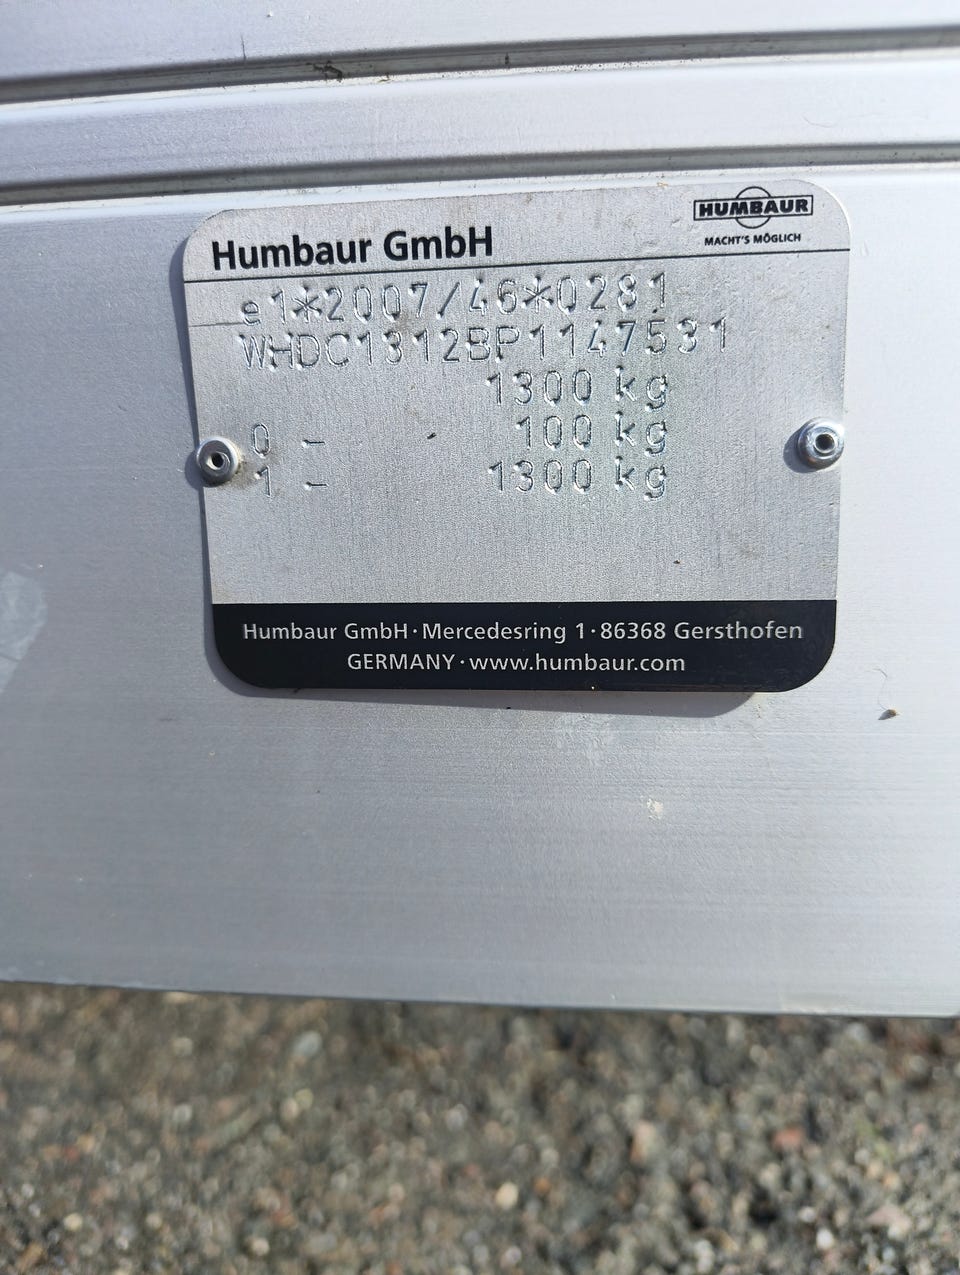 HUMBAUR
MACHT'S MÖGLICH
Humbaur GmbH
e1*2007/46*0281
WHDC1312BP1147531
1300 kg
0 - 100 kg
1 - 1300 kg
Humbaur GmbH · Mercedesring 1 · 86368 Gersthofen
GERMANY · www.humbaur.com